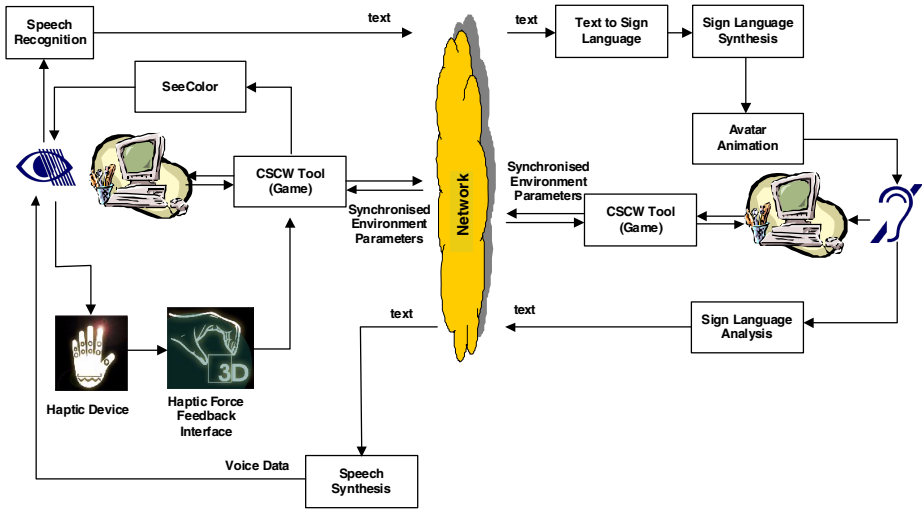 Speech
Recognition
text
text
Text to Sign
Language
Sign Language
Synthesis
SeeColor
Avatar
Animation
CSCW Tool
(Game)
Synchronised
Environment
Parameters
Network
Synchronised
Environment
Parameters
CSCW Tool
(Game)
text
text
Sign Language
Analysis
3D
Haptic Device
Haptic Force
Feedback
Interface
Voice Data
Speech
Synthesis